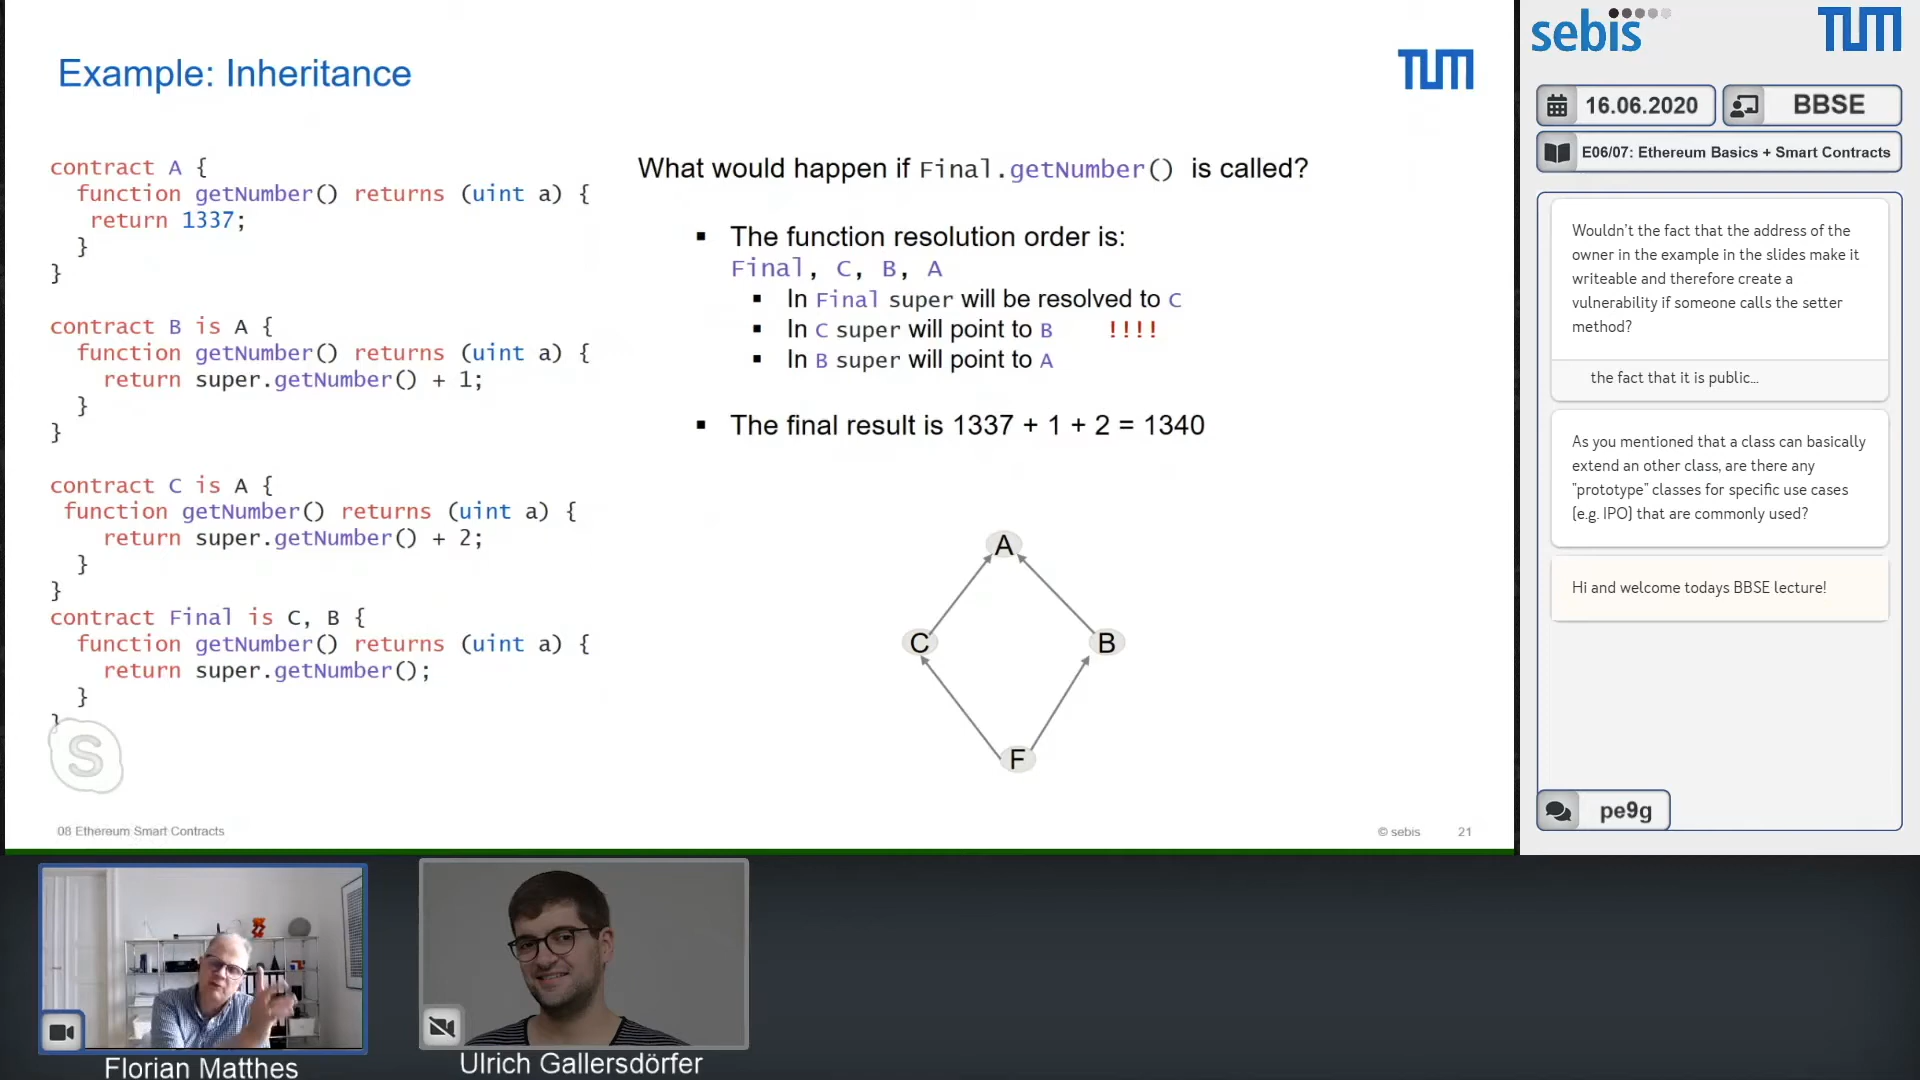 Example: Inheritance
TUM
contract A {
function getNumber() returns (uint a) {
return 1337;
}
}
contract B is A {
function getNumber() returns (uint a) {
return super.getNumber() + 1;
}
}
contract C is A {
function getNumber() returns (uint a) {
return super.getNumber() + 2;
}
}
contract Final is C, B {
function getNumber() returns (uint a) {
return super.getNumber();
}
}
S
What would happen if Final.getNumber() is called?
▪ The function resolution order is:
Final, C, B, A
▪ In Final super will be resolved to C
▪ In C super will point to B !!!!
▪ In B super will point to A
▪ The final result is 1337 + 1 + 2 = 1340
A
C
B
F
08 Ethereum Smart Contracts
© sebis 21
sebis
TUM
16.06.2020
BBSE
E06/07: Ethereum Basics + Smart Contracts
Wouldn't the fact that the address of the
owner in the example in the slides make it
writeable and therefore create a
vulnerability if someone calls the setter
method?
the fact that it is public...
As you mentioned that a class can basically
extend an other class, are there any
"prototype" classes for specific use cases
(e.g. IPO) that are commonly used?
Hi and welcome todays BBSE lecture!
pe9g
Florian Matthes
Ulrich Gallersdörfer